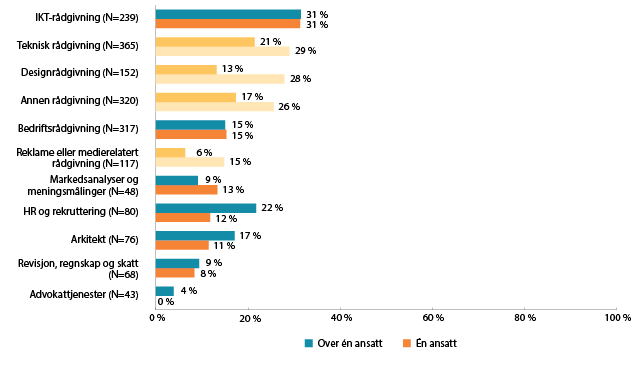 IKT-rådgivning (N=239)
31 %
31 %
Teknisk rådgivning (N=365)
21 %
29 %
Designrådgivning (N=152)
13 %
28 %
Annen rådgivning (N=320)
17 %
26 %
Bedriftsrådgivning (N=317)
15 %
15 %
Reklame eller medierelatert
rådgivning (N=117)
6 %
15 %
Markedsanalyser og
meningsmålinger (N=48)
9 %
13 %
HR og rekruttering (N=80)
22 %
12 %
Arkitekt (N=76)
17 %
11 %
Revisjon, regnskap og skatt
(N=68)
9 %
8 %
Advokattjenester (N=43)
4 %
0 %
0 % 20 % 40 % 60 % 80 % 100 %
Over én ansatt Én ansatt